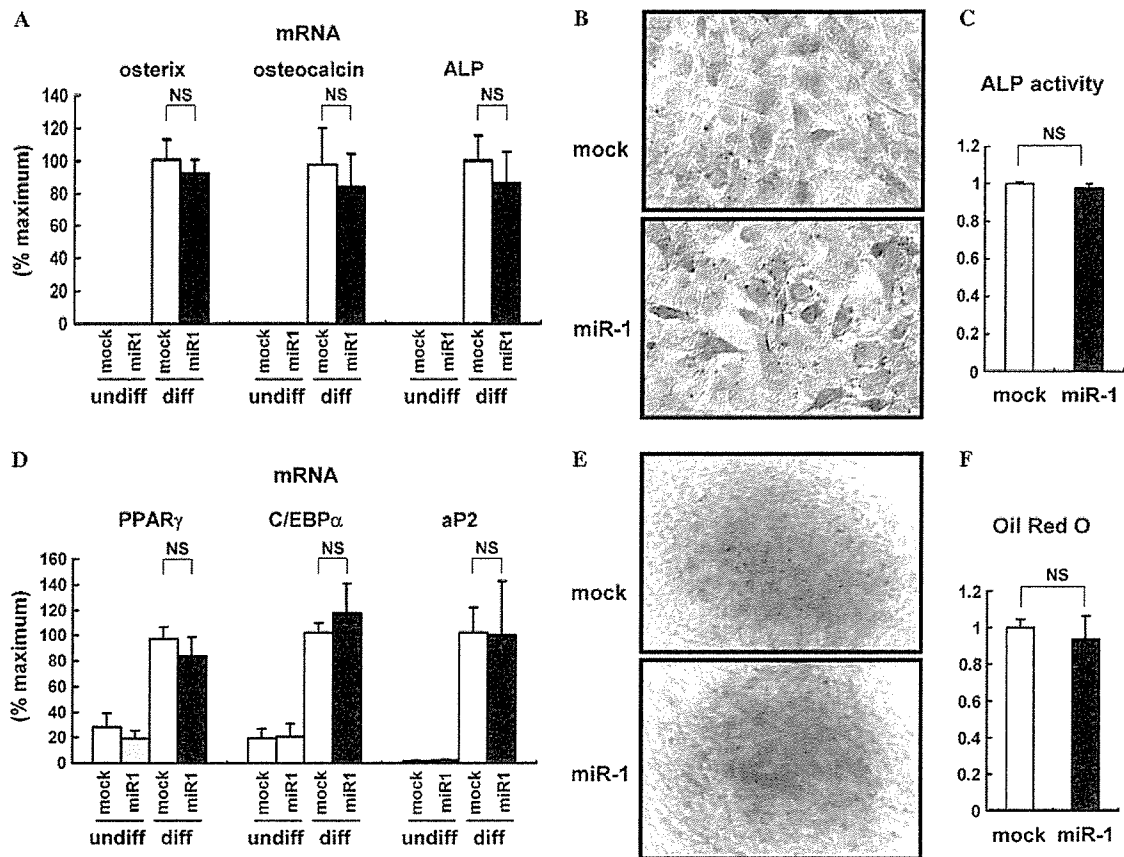 A
mRNA
osterix osteocalcin ALP
NS NS NS
(% maximum)
140
120
100
80
60
40
20
0
mock miR1 mock miR1 mock miR1 mock miR1 mock miR1 mock miR1
undiff diff undiff diff undiff diff
B
mock
miR-1
C
ALP activity
NS
1.2
1
0.8
0.6
0.4
0.2
0
mock miR-1
D
mRNA
PPARγ C/EBPα aP2
NS NS NS
(% maximum)
160
140
120
100
80
60
40
20
0
mock miR1 mock miR1 mock miR1 mock miR1 mock miR1 mock miR1
undiff diff undiff diff undiff diff
E
mock
miR-1
F
Oil Red O
NS
1.2
1
0.8
0.6
0.4
0.2
0
mock miR-1